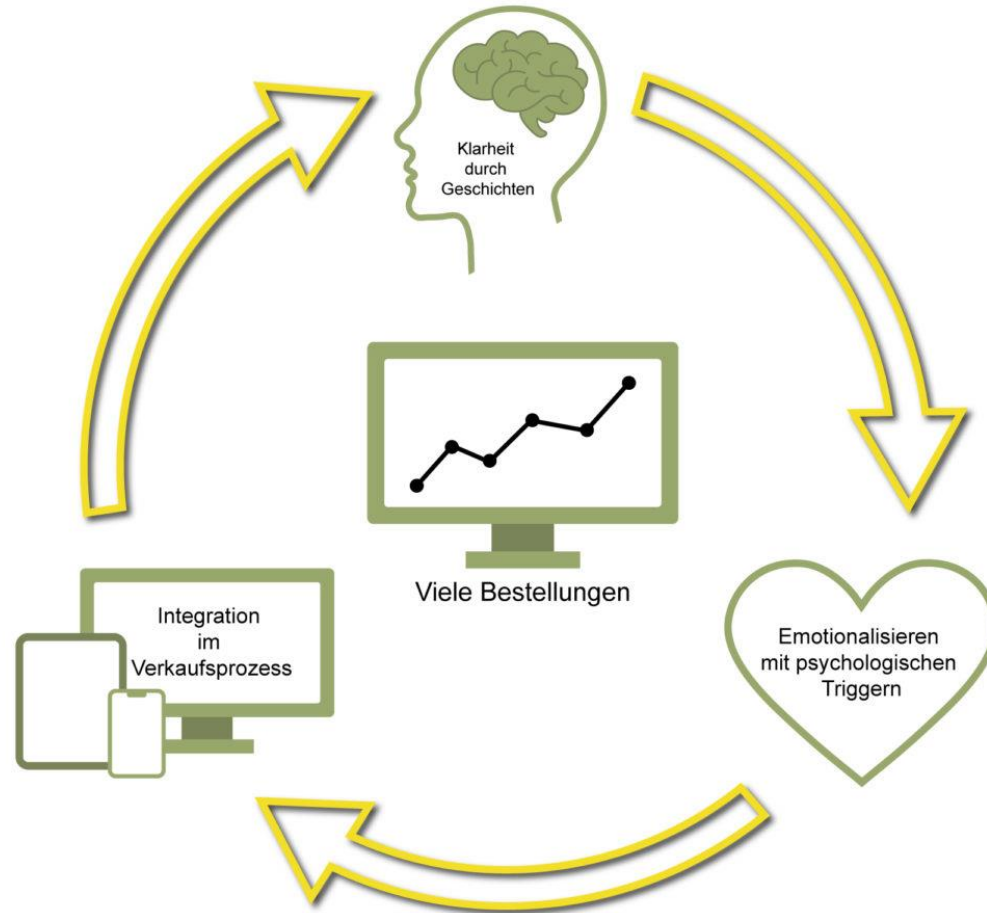 Klarheit
durch
Geschichten
Viele Bestellungen
Emotionalisieren
mit psychologischen
Triggern
Integration
im
Verkaufsprozess